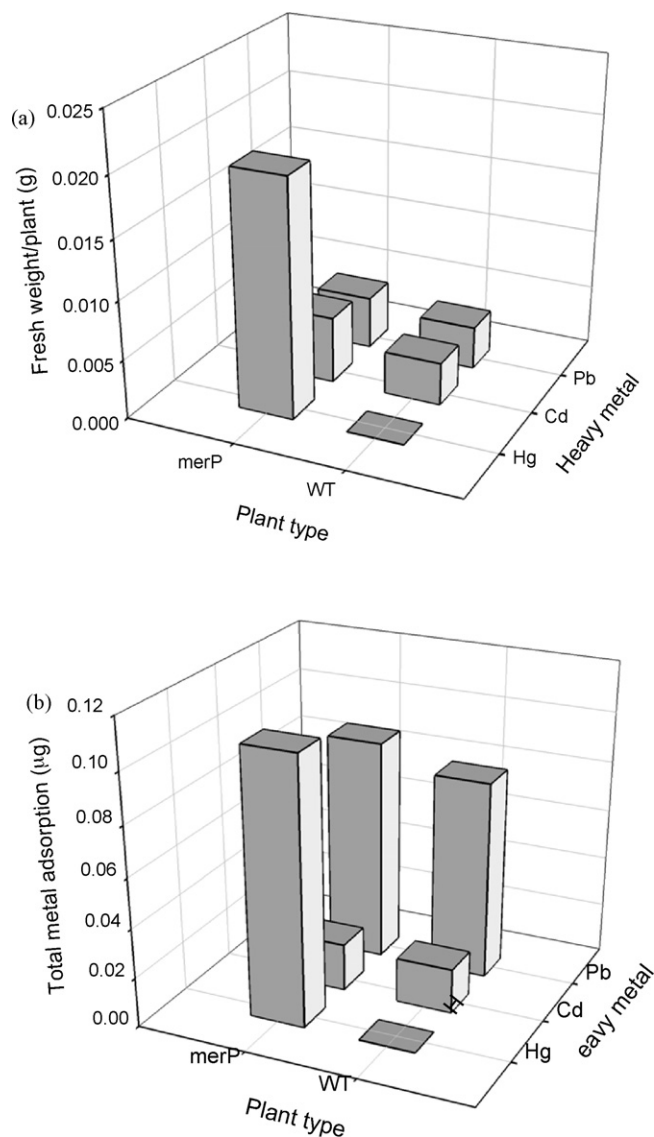 (a)
0.025
0.020
0.015
0.010
0.005
0.000
Fresh weight/plant (g)
merP
WT
Plant type
Hg
Cd
Pb
Heavy metal
(b)
0.12
0.10
0.08
0.06
0.04
0.02
0.00
Total metal adsorption (µg)
merP
WT
Plant type
Hg
Cd
Pb
H
eavy metal